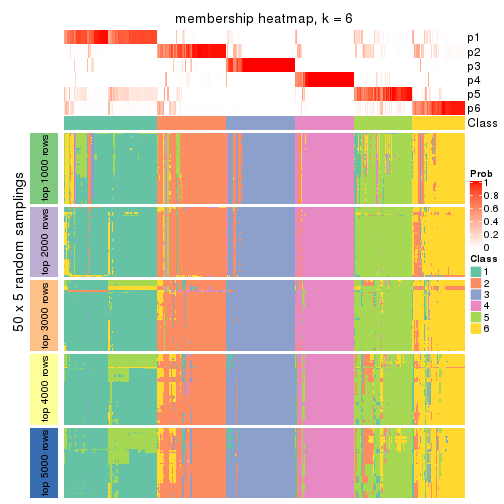 membership heatmap, k = 6
p1
p2
p3
p4
p5
p6
Class
50 x 5 random samplings
top 1000 rows
top 2000 rows
top 3000 rows
top 4000 rows
top 5000 rows
Prob
1
0.8
0.6
0.4
0.2
0
Class
1
2
3
4
5
6